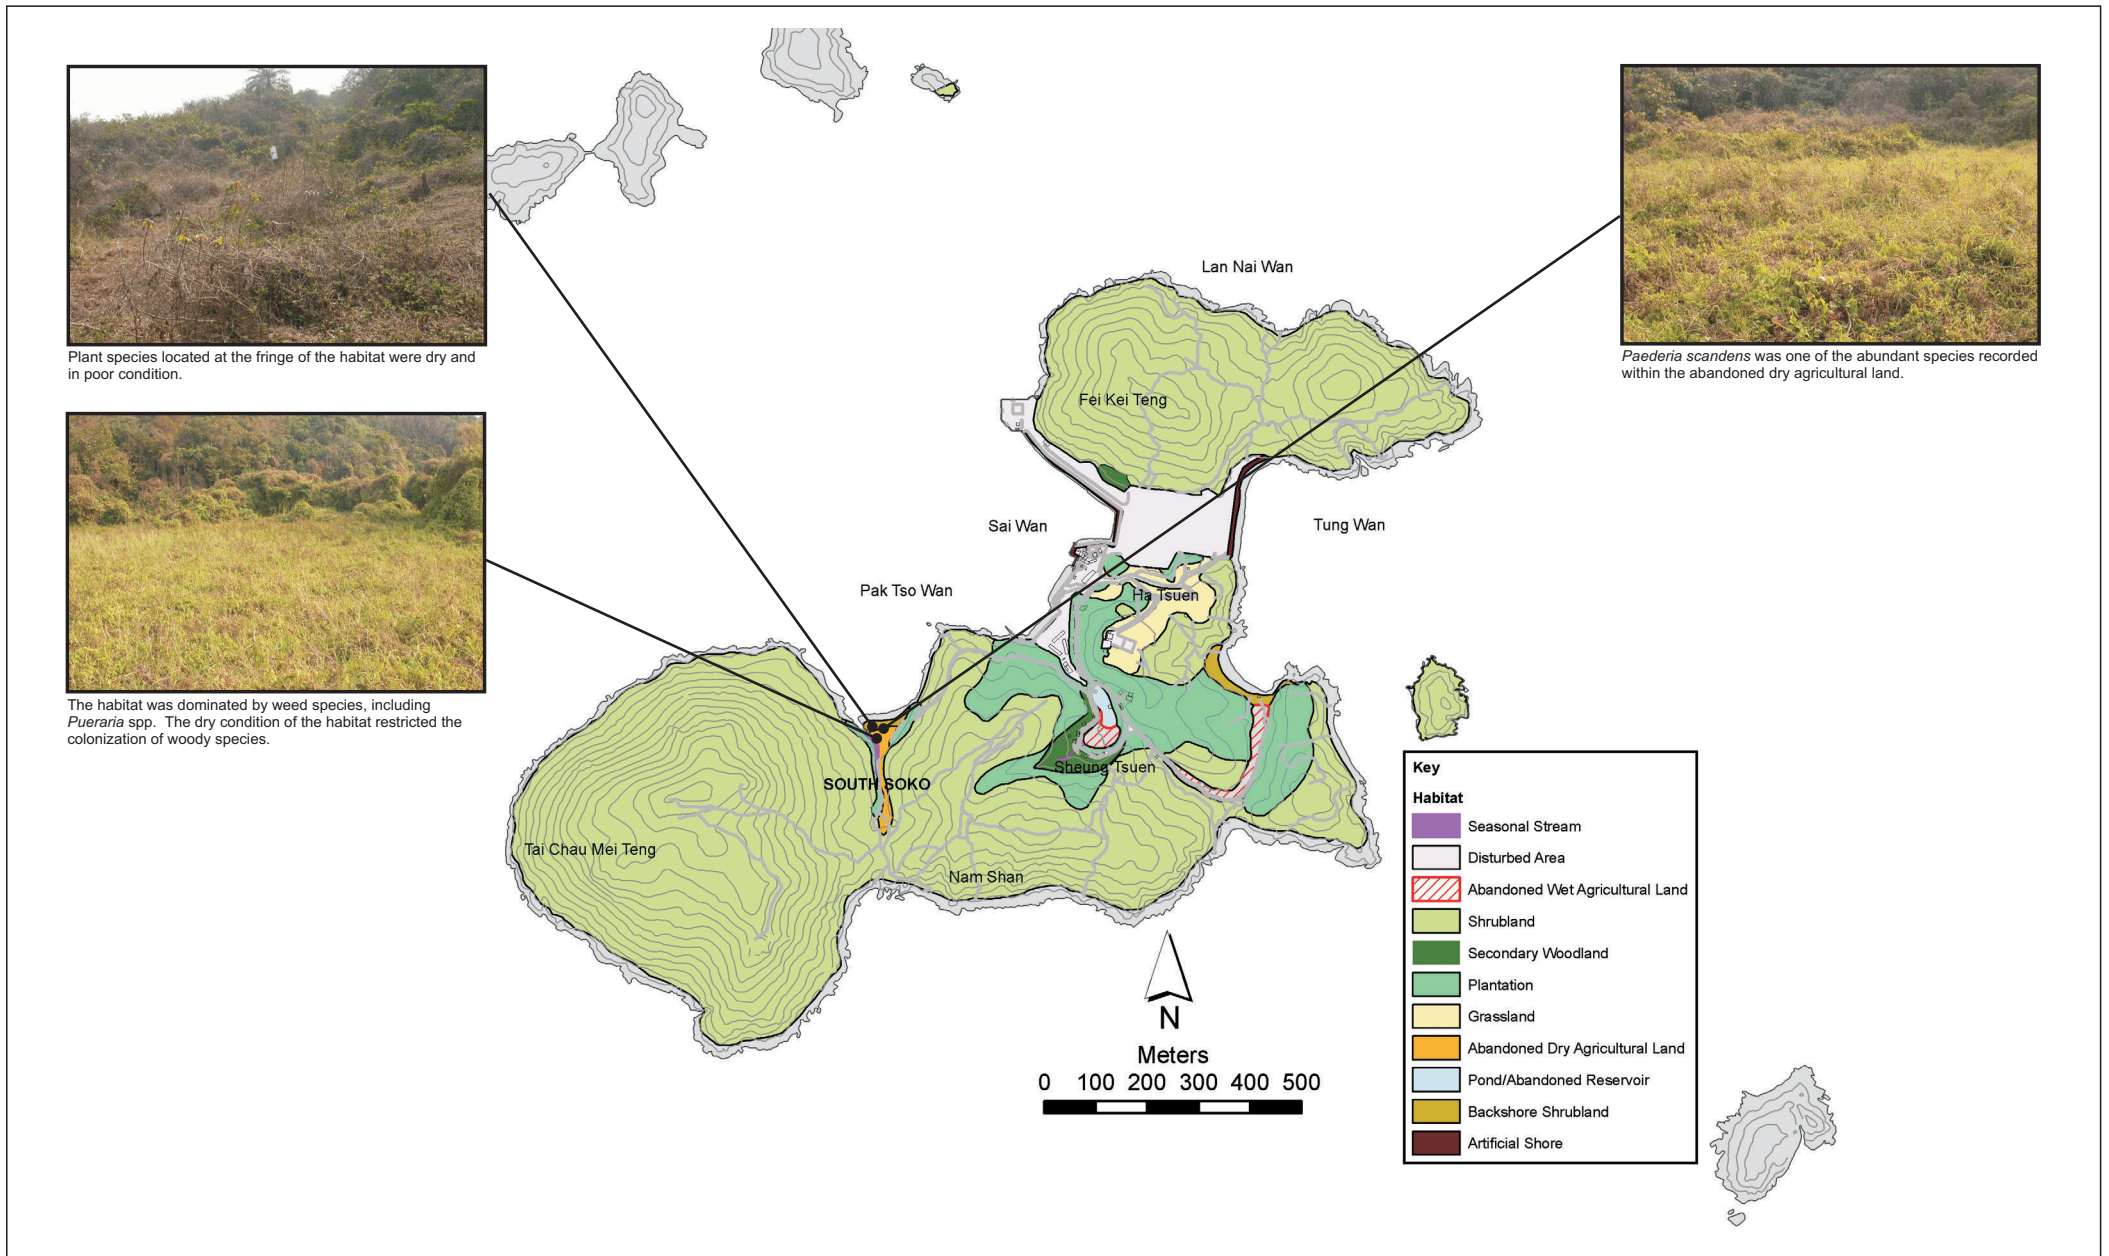 Plant species located at the fringe of the habitat were dry and
in poor condition.
The habitat was dominated by weed species, including
Pueraria spp.  The dry condition of the habitat restricted the
colonization of woody species.
Paederia scandens was one of the abundant species recorded
within the abandoned dry agricultural land.
Lan Nai Wan
Fei Kei Teng
Sai Wan
Tung Wan
Pak Tso Wan
Ha Tsuen
Sheung Tsuen
SOUTH SOKO
Tai Chau Mei Teng
Nam Shan
N
Meters
0 100 200 300 400 500
Key
Habitat
Seasonal Stream
Disturbed Area
Abandoned Wet Agricultural Land
Shrubland
Secondary Woodland
Plantation
Grassland
Abandoned Dry Agricultural Land
Pond/Abandoned Reservoir
Backshore Shrubland
Artificial Shore